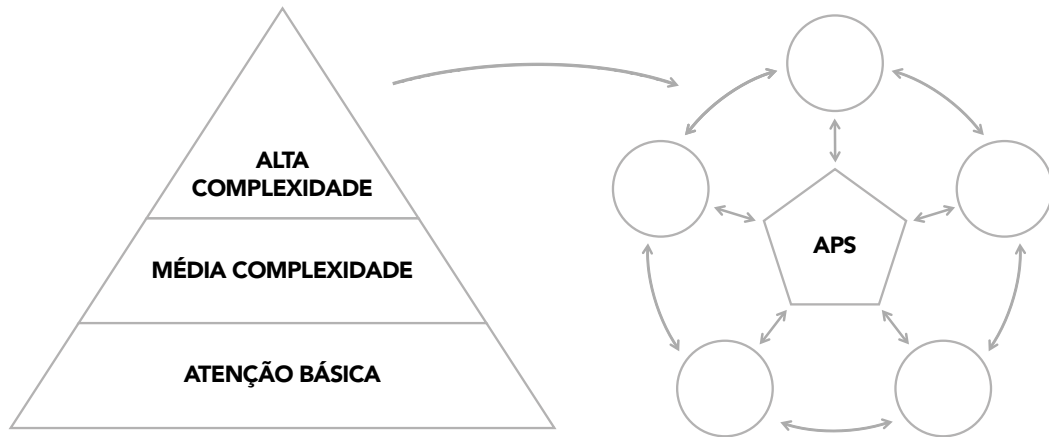 ALTA
COMPLEXIDADE
MÉDIA COMPLEXIDADE
ATENÇÃO BÁSICA
APS